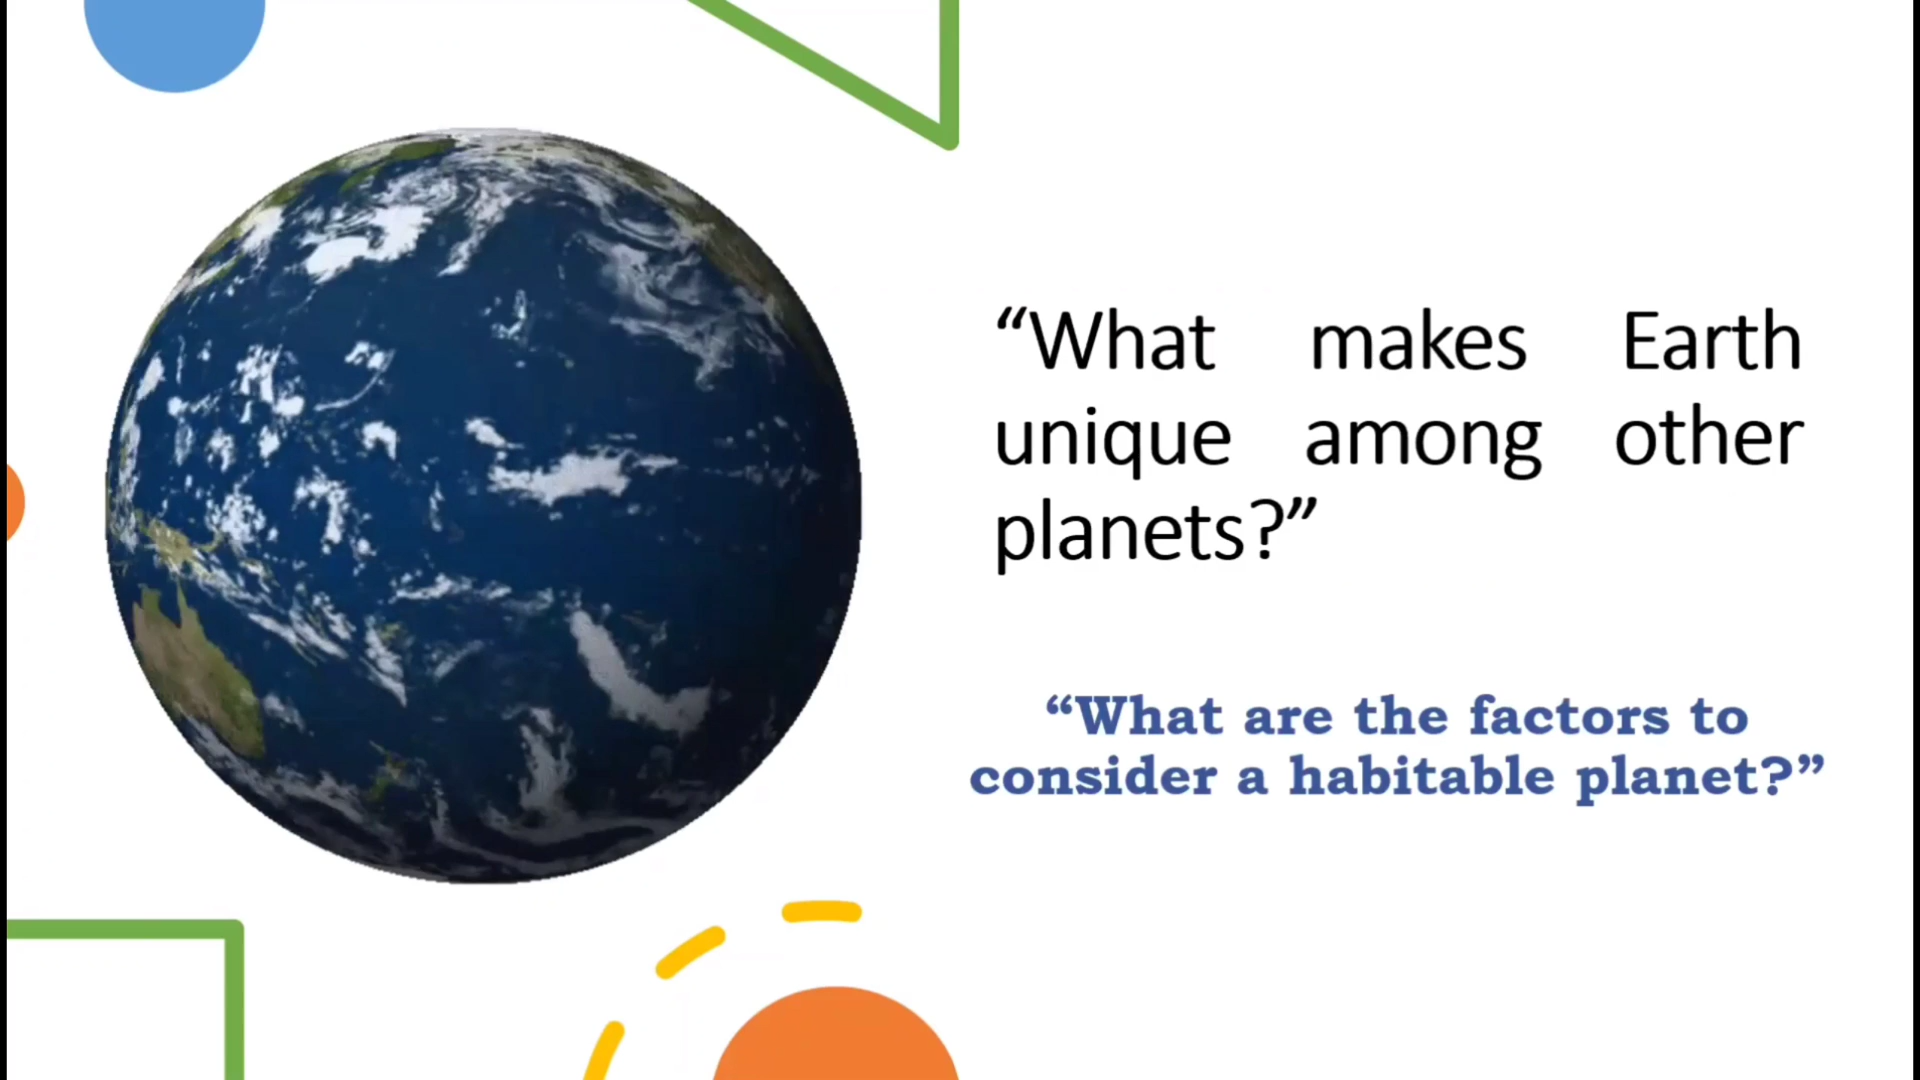 “What makes Earth
unique among other
planets?”
“What are the factors to
consider a habitable planet?”